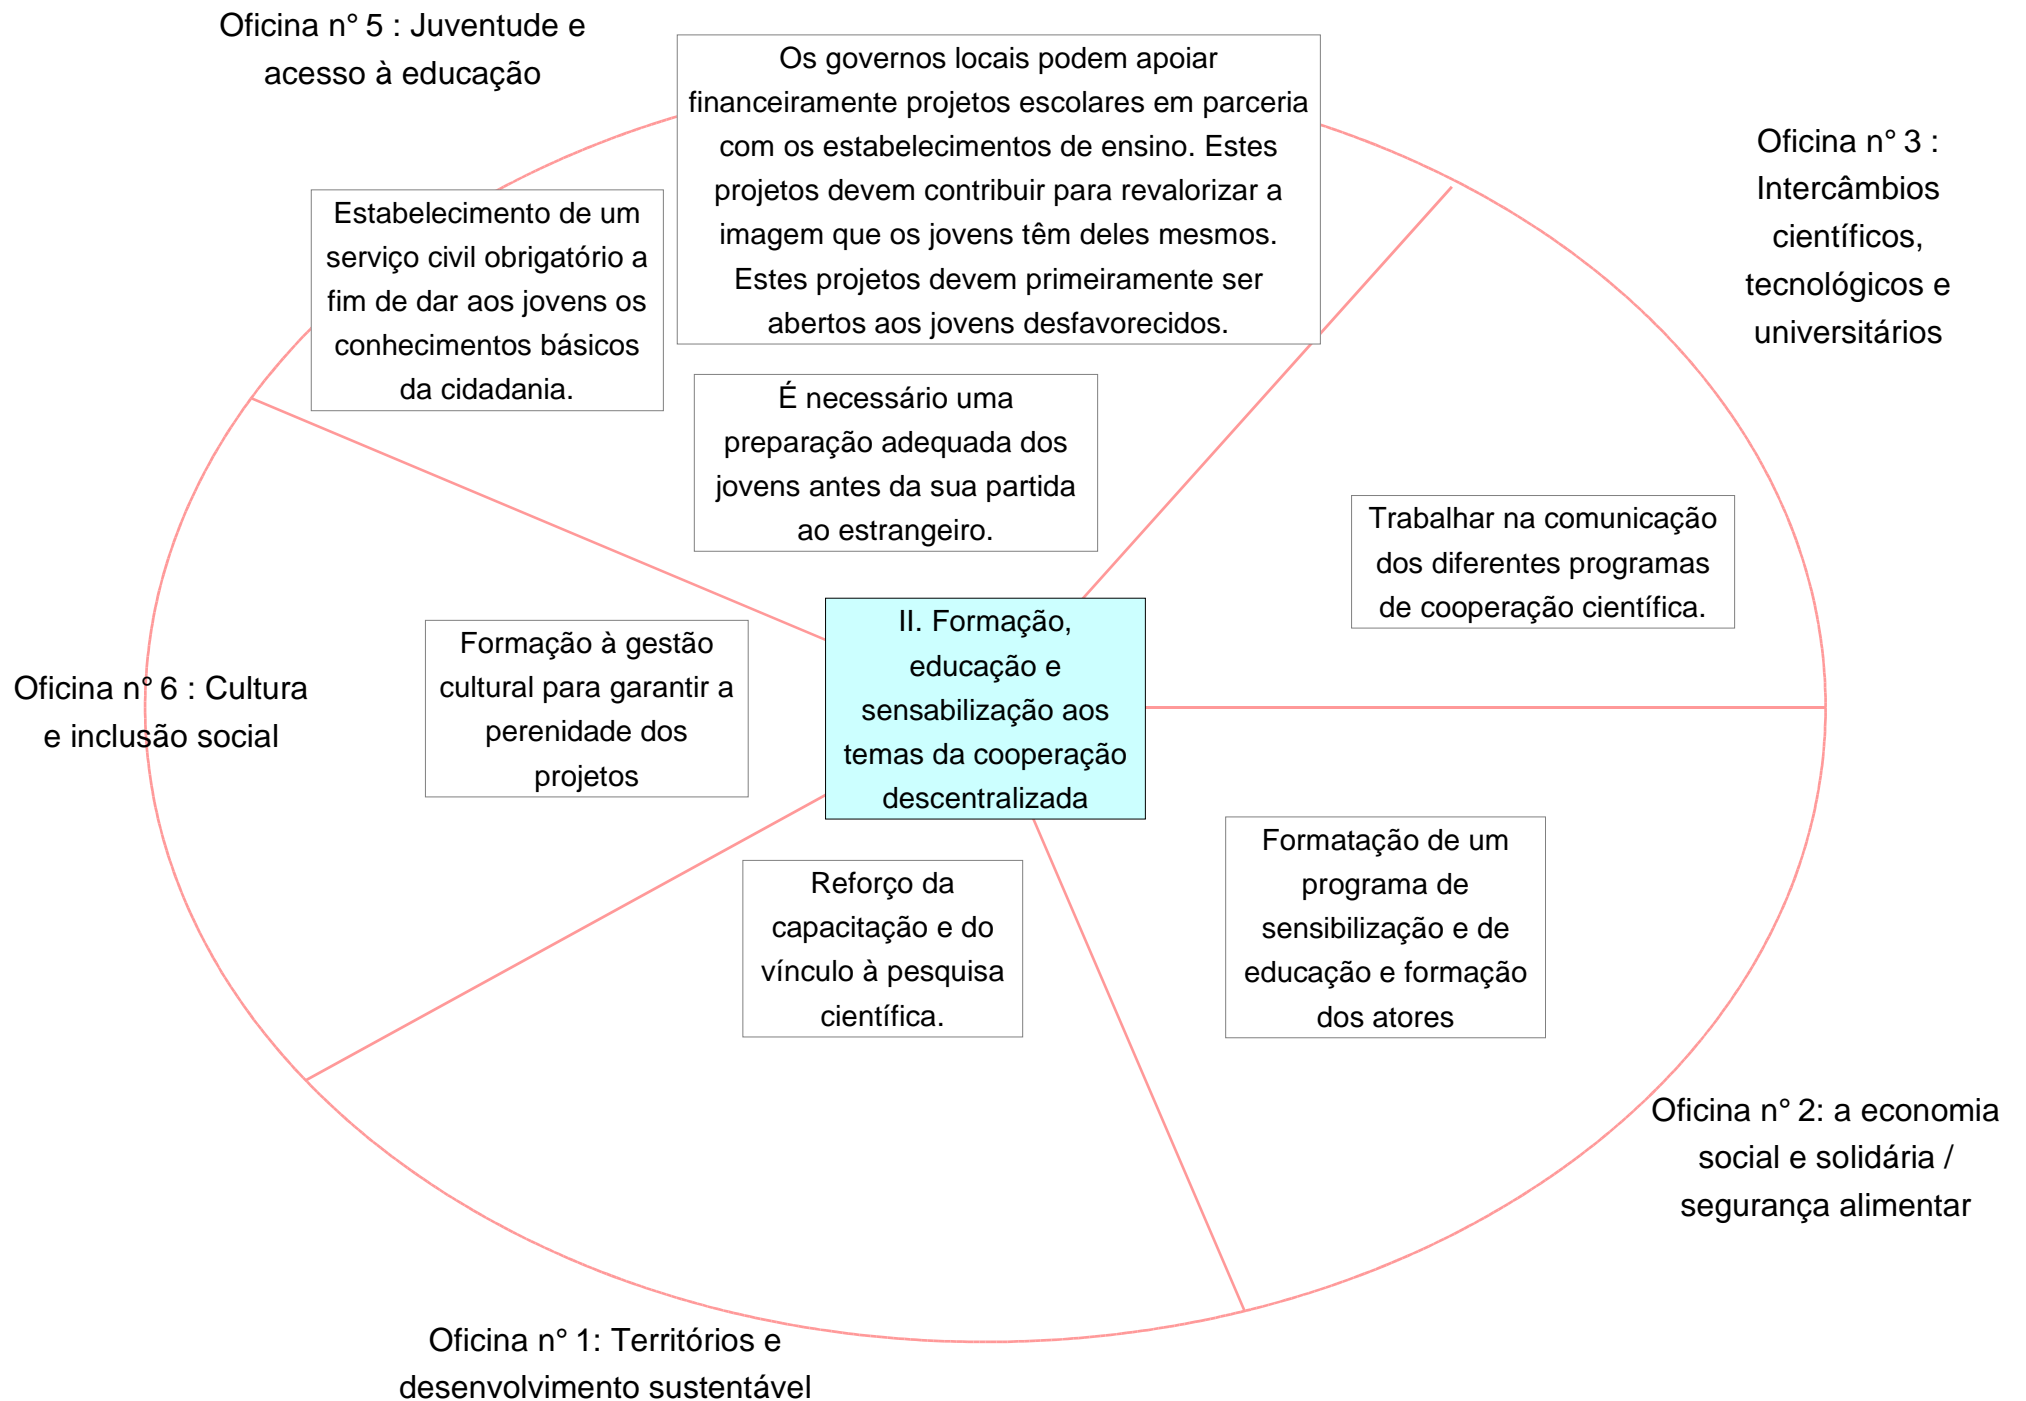 Oficina n° 5 : Juventude e
acesso à educação
Os governos locais podem apoiar
financeiramente projetos escolares em parceria
com os estabelecimentos de ensino. Estes
projetos devem contribuir para revalorizar a
imagem que os jovens têm deles mesmos.
Estes projetos devem primeiramente ser
abertos aos jovens desfavorecidos.
Oficina n° 3 :
Intercâmbios
científicos,
tecnológicos e
universitários
Estabelecimento de um
serviço civil obrigatório a
fim de dar aos jovens os
conhecimentos básicos
da cidadania.
É necessário uma
preparação adequada dos
jovens antes da sua partida
ao estrangeiro.
Trabalhar na comunicação
dos diferentes programas
de cooperação científica.
II. Formação,
educação e
sensabilização aos
temas da cooperação
descentralizada
Formação à gestão
cultural para garantir a
perenidade dos
projetos
Oficina n° 6 : Cultura
e inclusão social
Reforço da
capacitação e do
vínculo à pesquisa
científica.
Formatação de um
programa de
sensibilização e de
educação e formação
dos atores
Oficina n° 2: a economia
social e solidária /
segurança alimentar
Oficina n° 1: Territórios e
desenvolvimento sustentável